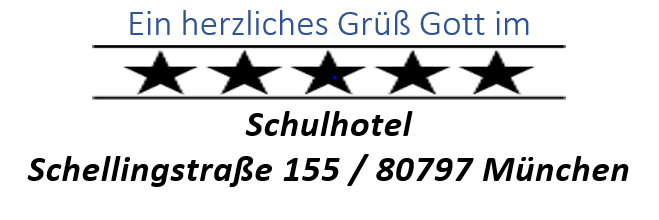 Ein herzliches Grüß Gott im
Schulhotel
Schellingstraße 155 / 80797 München